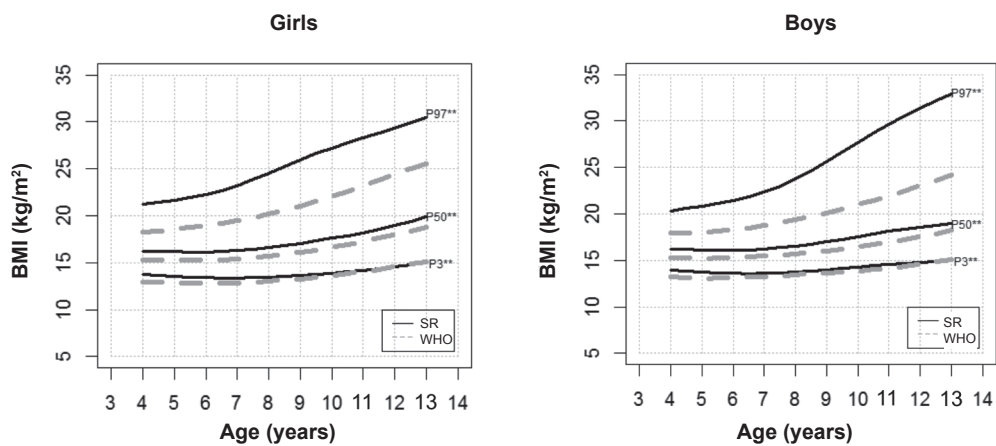 Girls
BMI (kg/m²)
35
30
25
20
15
10
5
P97**
P50**
P3**
SR
WHO
3 4 5 6 7 8 9 10 11 12 13 14
Age (years)
Boys
BMI (kg/m²)
35
30
25
20
15
10
5
P97**
P50**
P3**
SR
WHO
3 4 5 6 7 8 9 10 11 12 13 14
Age (years)